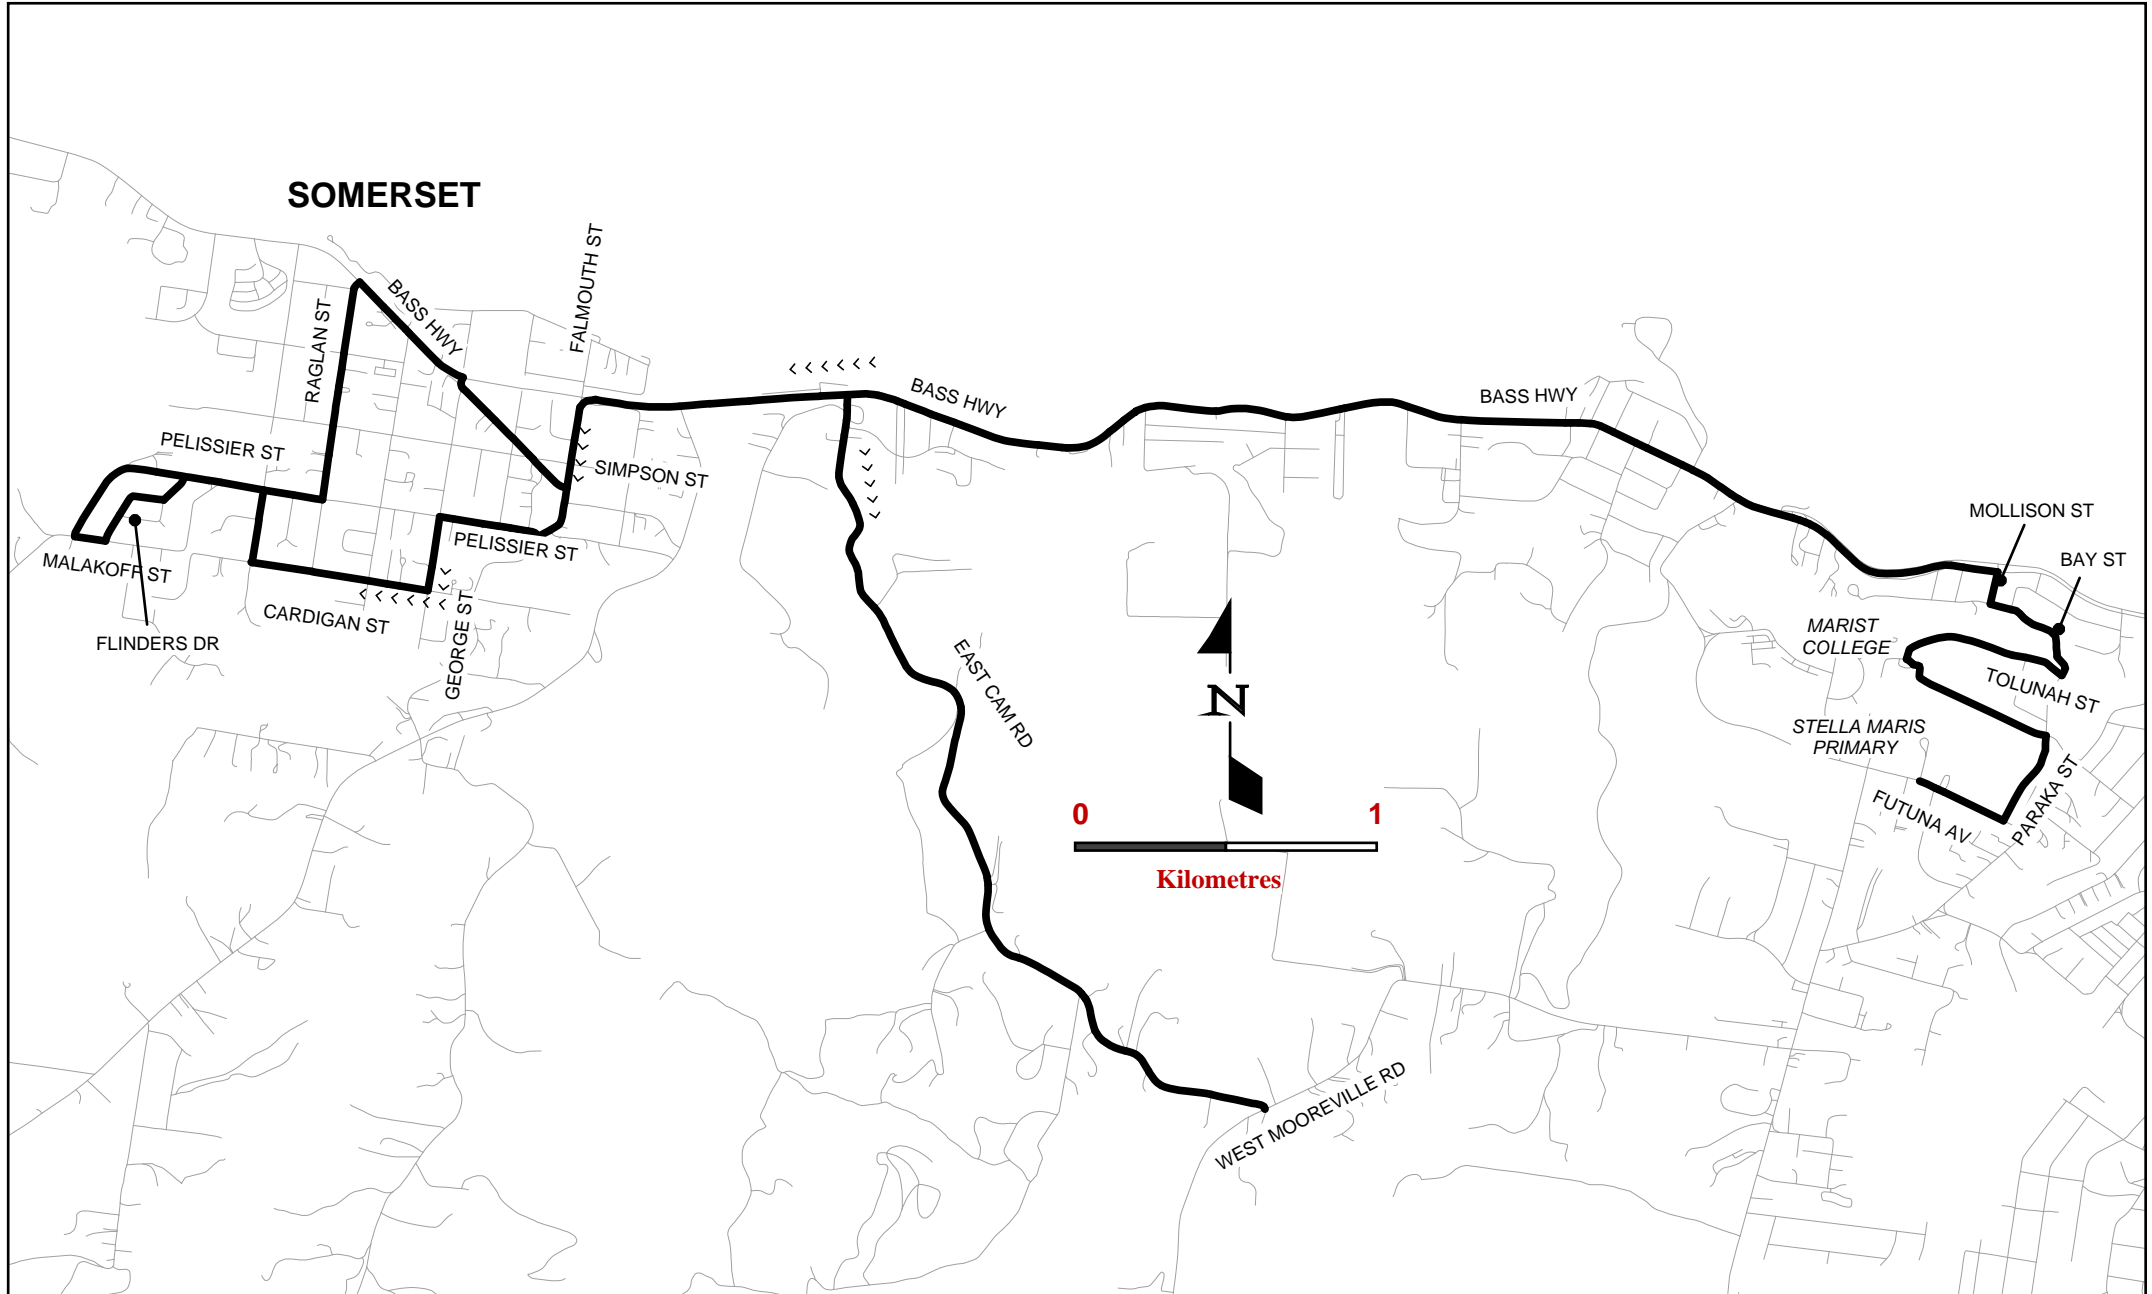 SOMERSET
FALMOUTH ST
BASS HWY
RAGLAN ST
BASS HWY
BASS HWY
PELISSIER ST
SIMPSON ST
MOLLISON ST
PELISSIER ST
BAY ST
MALAKOFF ST
CARDIGAN ST
GEORGE ST
FLINDERS DR
MARIST
COLLEGE
EAST CAM RD
TOLUNAH ST
N
STELLA MARIS
PRIMARY
PARAKA ST
FUTUNA AV
0 1
Kilometres
WEST MOOREVILLE RD